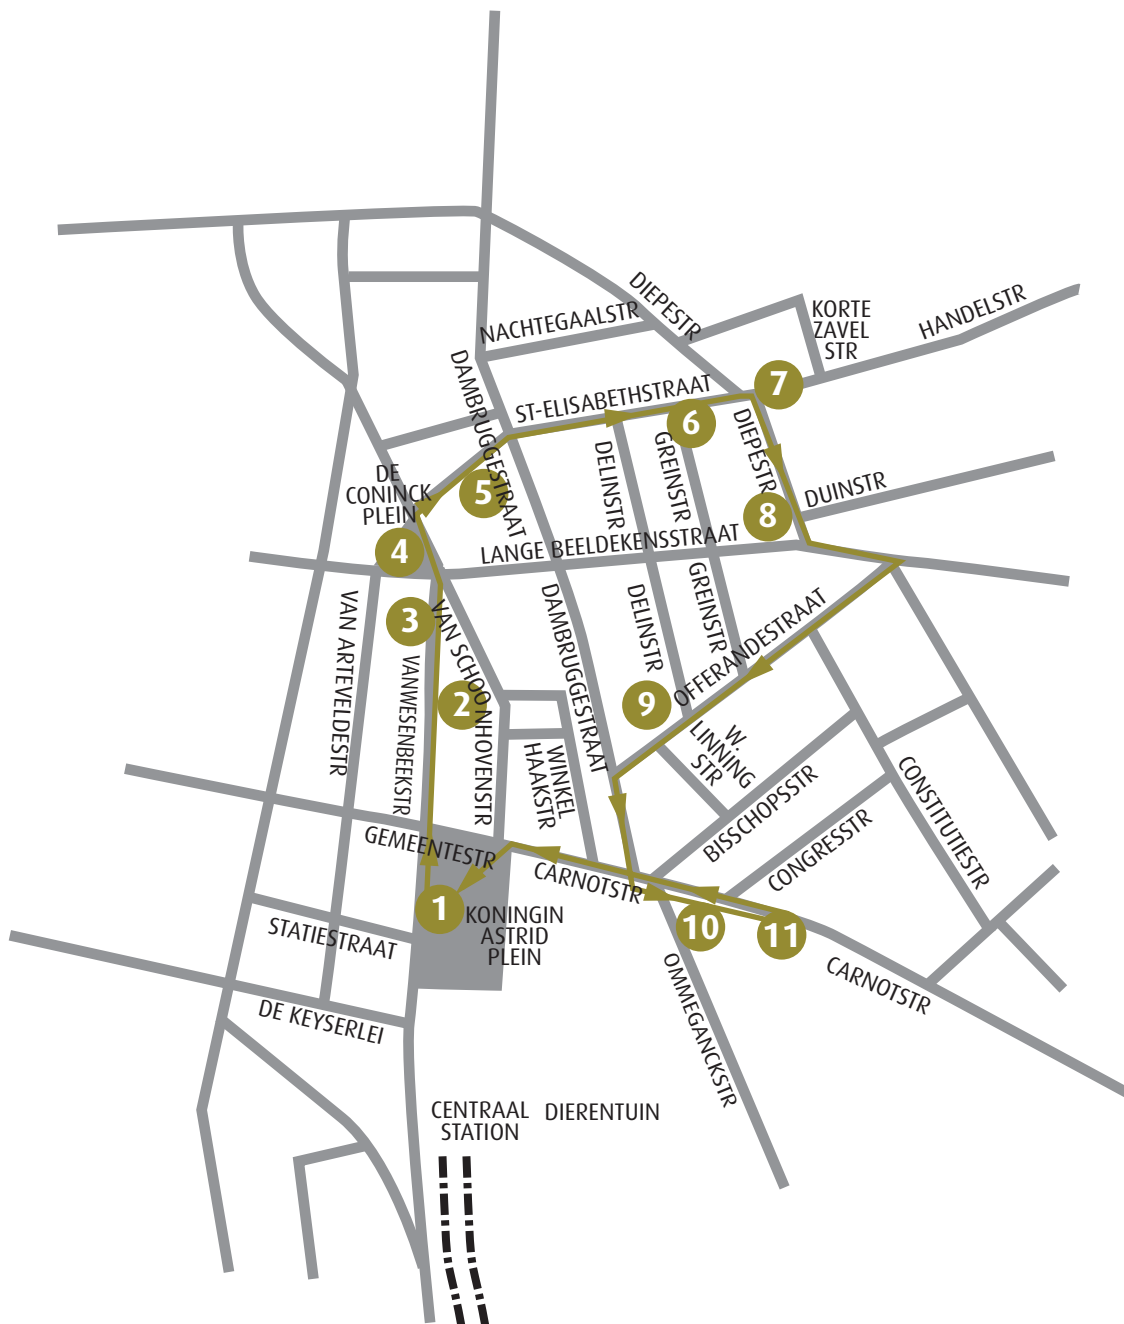 DIEPESTR
NACHTEGAALSTR
KORTE
ZAVEL
STR
HANDELSTR
DAMBRUGGESTRAAT
ST-ELISABETHSTRAAT
7
6
DIEPESTR
DE
CONINCK
PLEIN
5
DELINSTR
GREINSTR
8
DUINSTR
4
LANGE BEELDEKENSSTRAAT
3
VAN ARTEVELDESTR
VANWESENBEEKSTR
VAN SCHOONHOVENSTR
2
DAMBRUGGESTRAAT
DELINSTR
GREINSTR
OFFERANDESTRAAT
9
W.
LINNING
STR
WINKEL
HAAKSTR
BISSCHOPSSTR
CONSTITUTIESTR
CONGRESSTR
GEMEENTESTR
CARNOTSTR
1
KONINGIN
ASTRID
PLEIN
10
11
STATIESTRAAT
CARNOTSTR
DE KEYSERLEI
OMMEGANCKSTR
CENTRAAL
STATION
DIERENTUIN